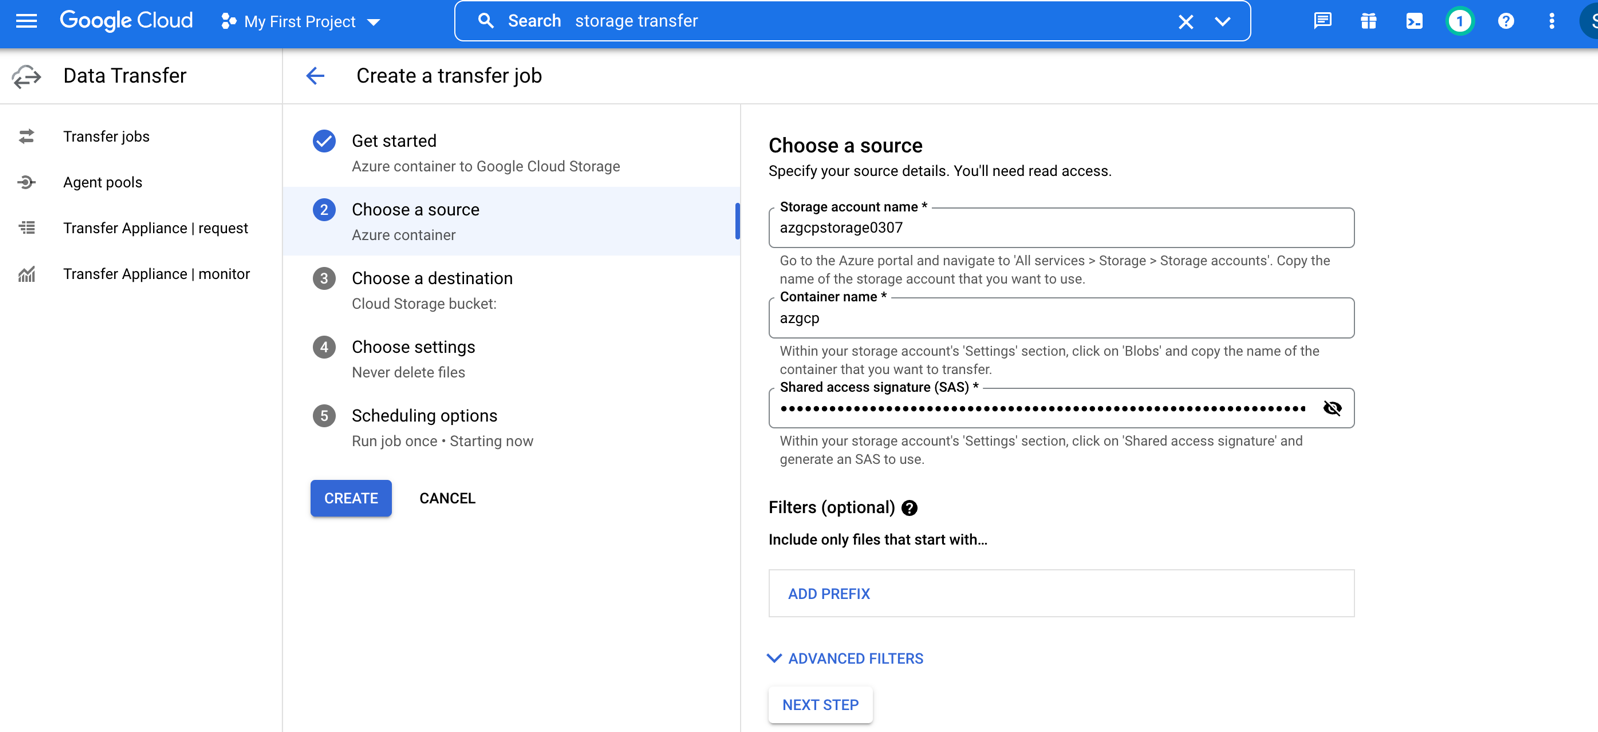 Google Cloud
My First Project
Search storage transfer
1
?
S
Data Transfer
Create a transfer job
Transfer jobs
Agent pools
Transfer Appliance | request
Transfer Appliance | monitor
Get started
Azure container to Google Cloud Storage
2 Choose a source
Azure container
3 Choose a destination
Cloud Storage bucket:
4 Choose settings
Never delete files
5 Scheduling options
Run job once • Starting now
CREATE
CANCEL
Choose a source
Specify your source details. You'll need read access.
Storage account name *
azgcpstorage0307
Go to the Azure portal and navigate to 'All services > Storage > Storage accounts'. Copy the
name of the storage account that you want to use.
Container name *
azgcp
Within your storage account's 'Settings' section, click on 'Blobs' and copy the name of the
container that you want to transfer.
Shared access signature (SAS) *
Within your storage account's 'Settings' section, click on 'Shared access signature' and
generate an SAS to use.
Filters (optional) ?
Include only files that start with...
ADD PREFIX
ADVANCED FILTERS
NEXT STEP